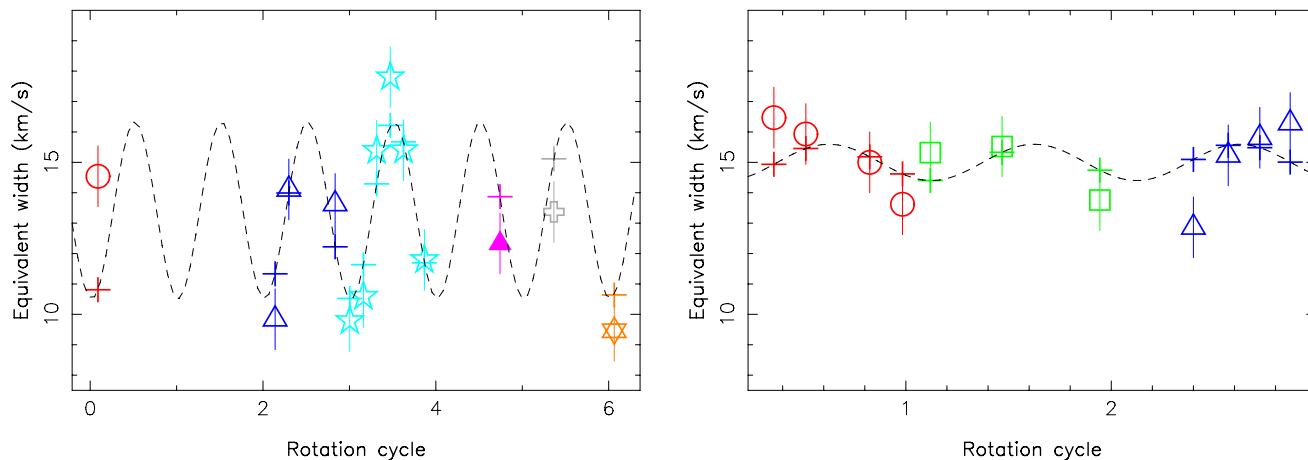 Equivalent width (km/s)
15
10
0
2
4
6
Rotation cycle
Equivalent width (km/s)
15
10
1
2
Rotation cycle